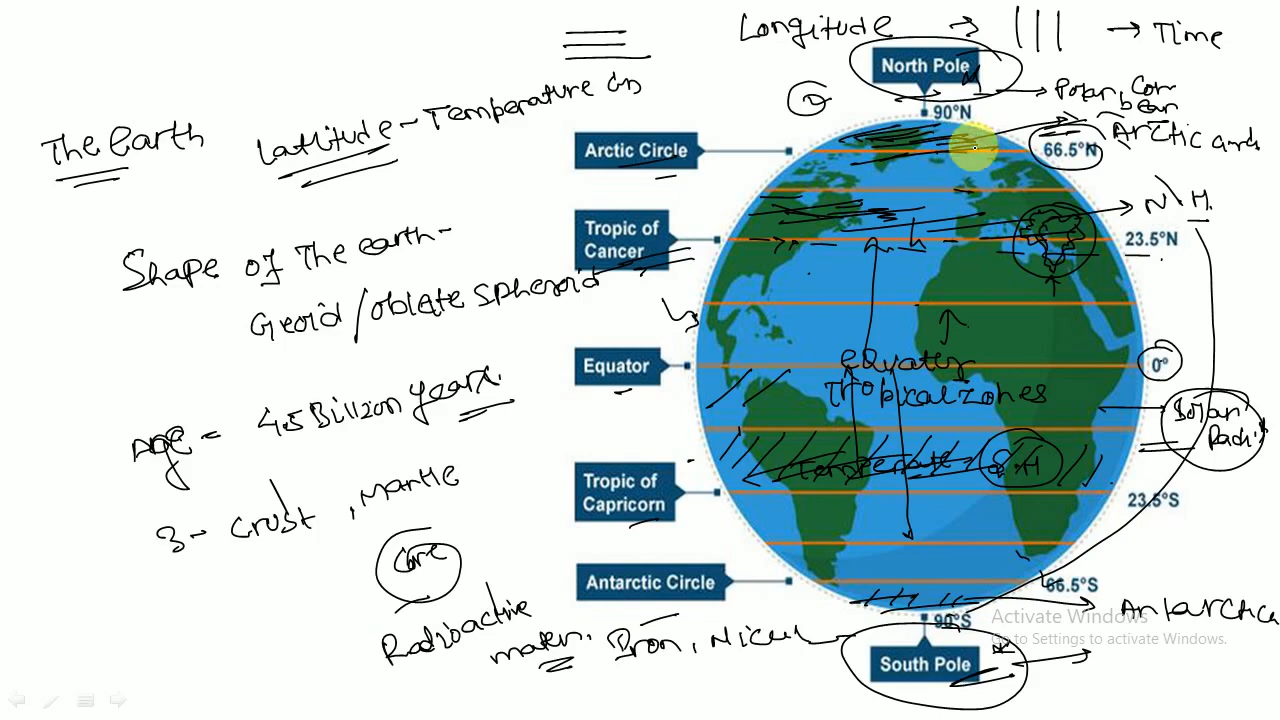 Longitude → ||| → Time
North Pole
90°N
Polar
bear
Arctic
Arctic Circle
66.5°N
The earth
Latitude - Temperature
N H
Tropic of
Cancer
23.5°N
Shape of The earth -
Geoid / oblate spheroid
Equator
0°
equator
Tropical zones
Solar
age - 4.5 Billion years.
Temperate S.H
Tropic of
Capricorn
23.5°S
3 - crust, mantle
Core
Antarctic Circle
66.5°S
Antarctica
Radioactive
Iron,
90°S
South Pole
Activate Windows
Go to Settings to activate Windows.